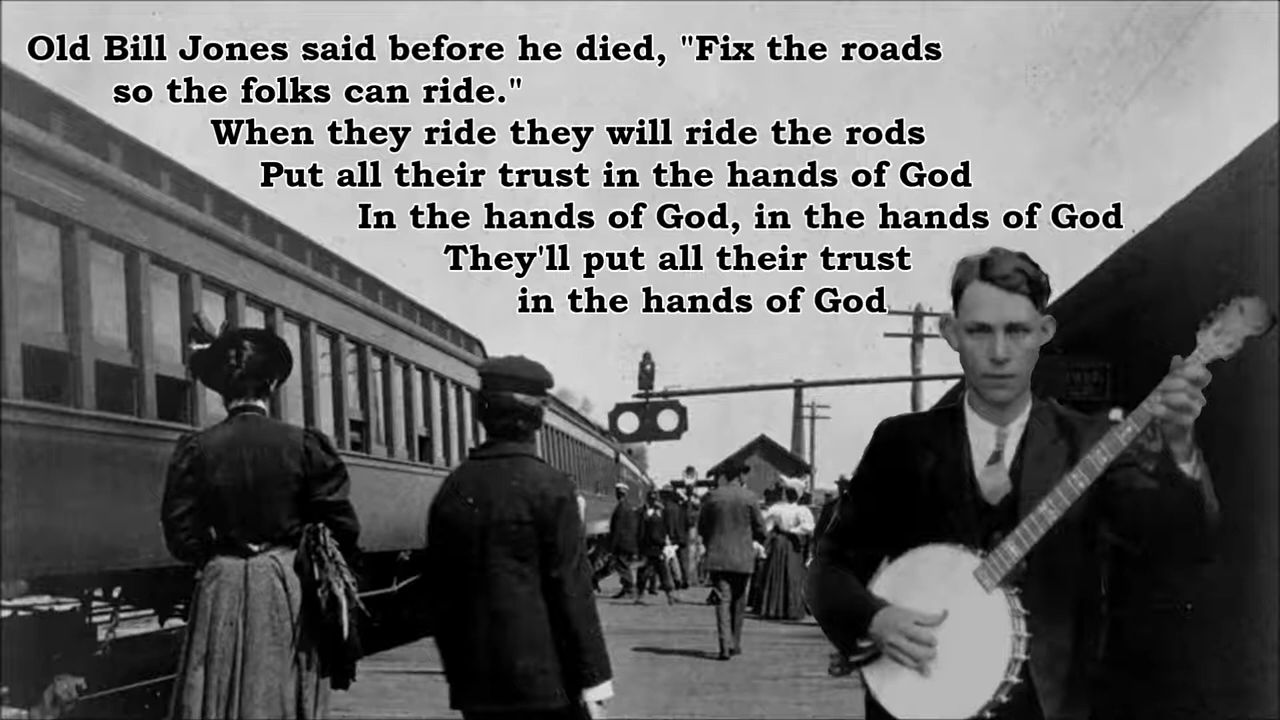 Old Bill Jones said before he died, "Fix the roads
so the folks can ride."
When they ride they will ride the rods
Put all their trust in the hands of God
In the hands of God, in the hands of God
They'll put all their trust
in the hands of God